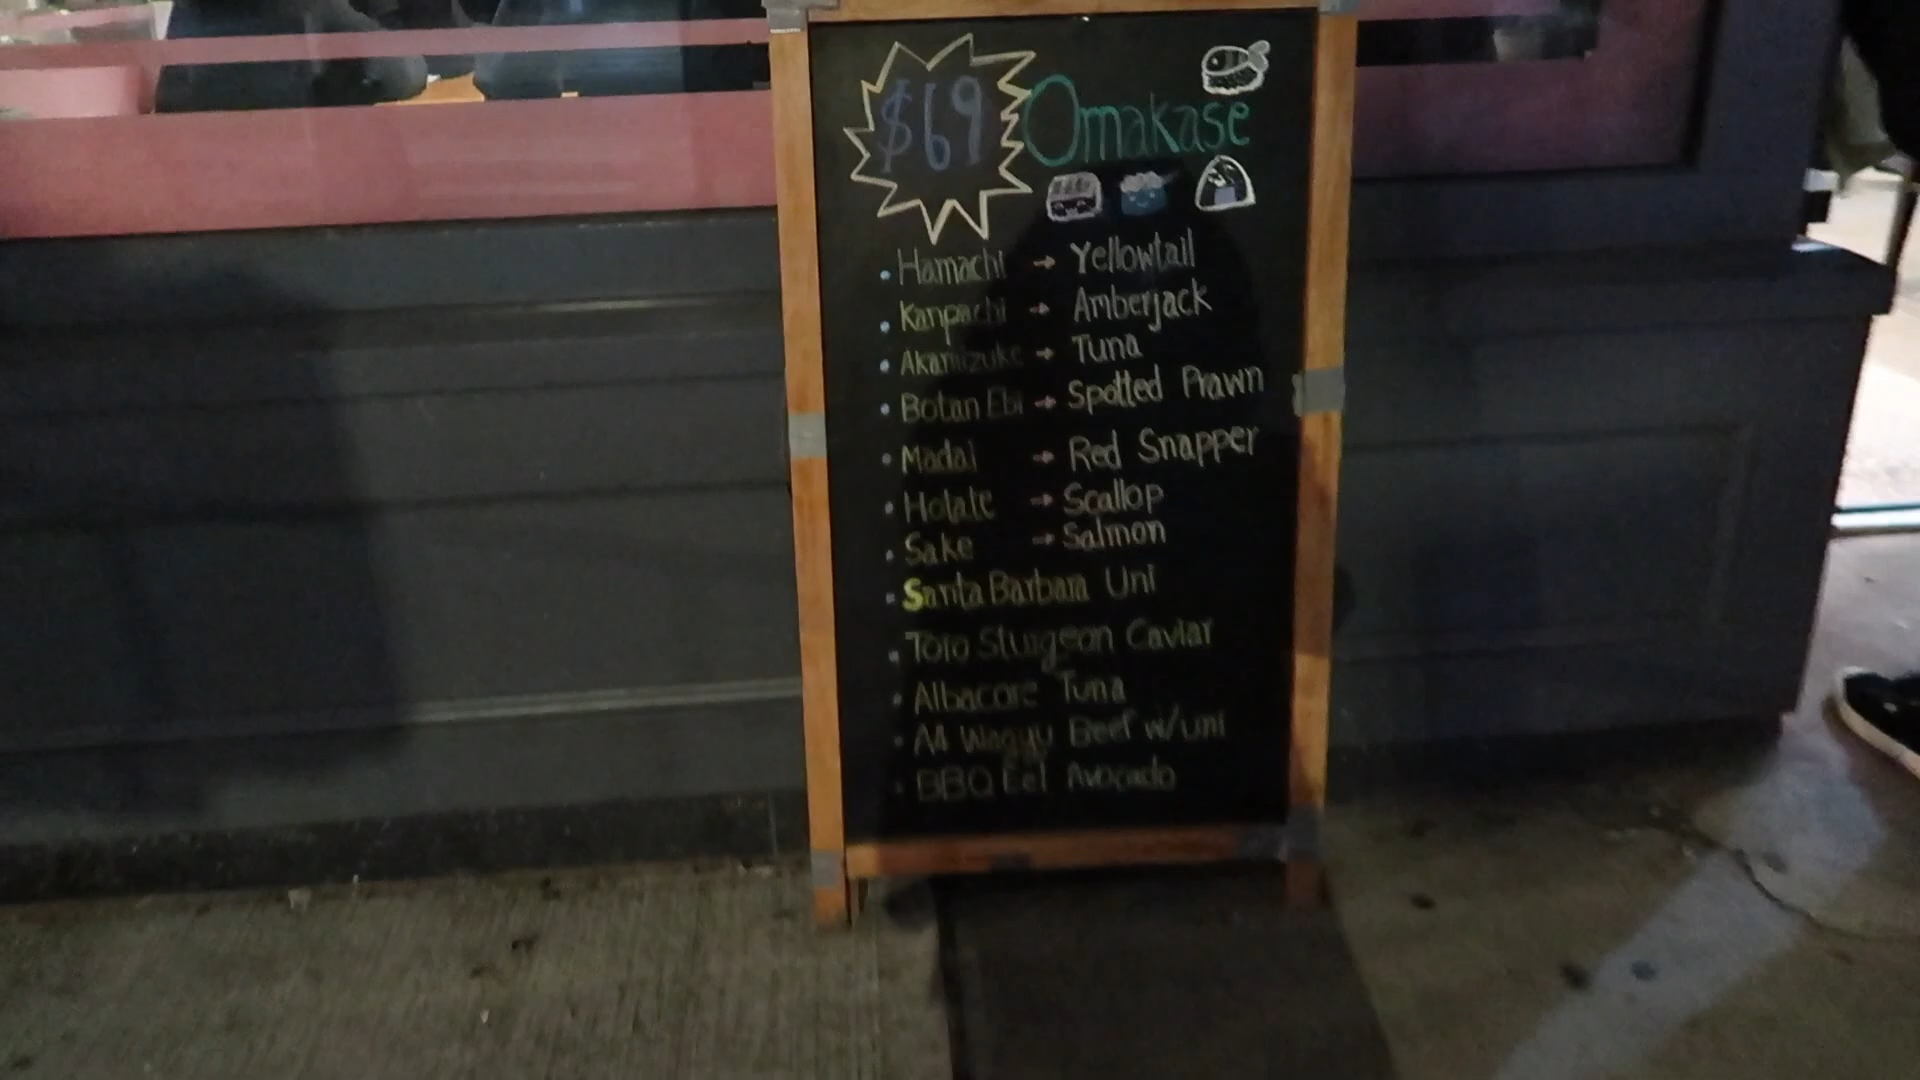 $69 Omakase
• Hamachi → Yellowtail
• Kanpachi → Amberjack
• Akamizuke → Tuna
• Botan Ebi → Spotted Prawn
• Madai → Red Snapper
• Hotate → Scallop
• Sake → Salmon
• Santa Barbara Uni
• Toro Sturgeon Caviar
• Albacore Tuna
• A4 Wagyu Beef w/uni
• BBQ Eel Avocado